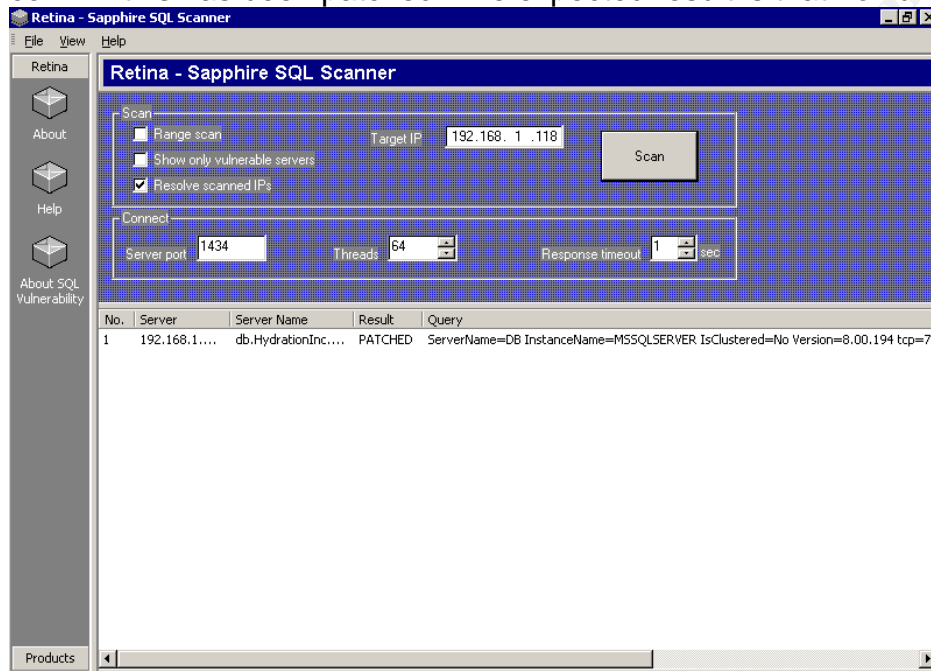 Retina - Sapphire SQL Scanner
File View Help
Retina
Retina - Sapphire SQL Scanner
About
Help
About SQL
Vulnerability
Scan
Range scan
Target IP 192.168. 1 .118
Scan
Show only vulnerable servers
Resolve scanned IPs
Connect
Server port 1434
Threads 64
Response timeout 1 sec
No. Server Server Name Result Query
1 192.168.1.... db.HydrationInc.... PATCHED ServerName=DB InstanceName=MSSQLSERVER IsClustered=No Version=8.00.194 tcp=7
Products